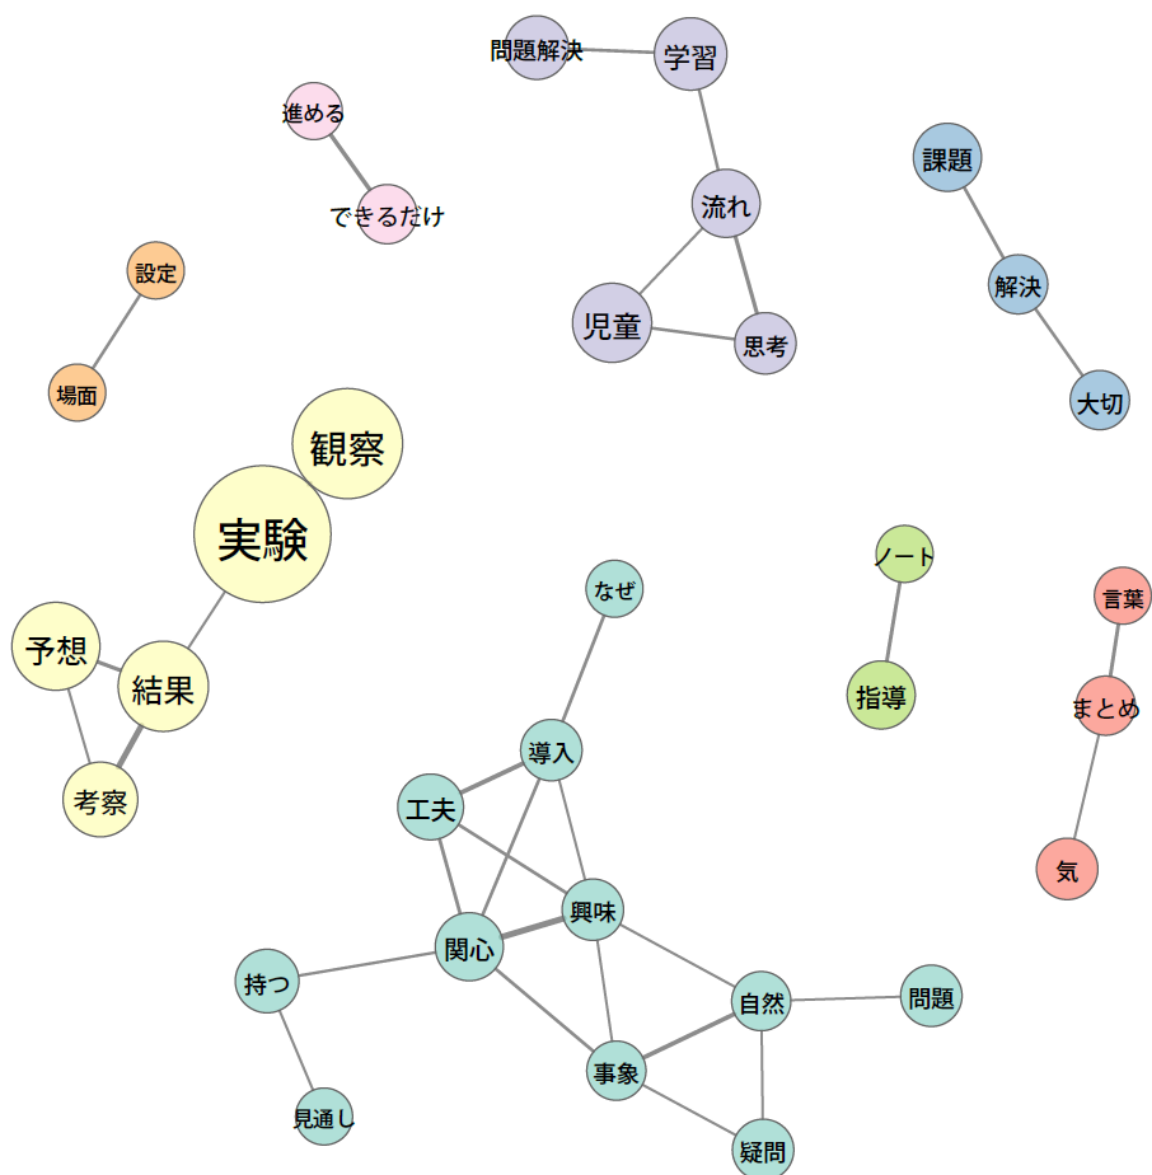 問題解決
学習
進める
課題
流れ
できるだけ
設定
解決
児童
思考
場面
大切
観察
実験
ノート
なぜ
言葉
予想
結果
指導
まとめ
導入
考察
工夫
気
興味
関心
持つ
自然
問題
事象
見通し
疑問